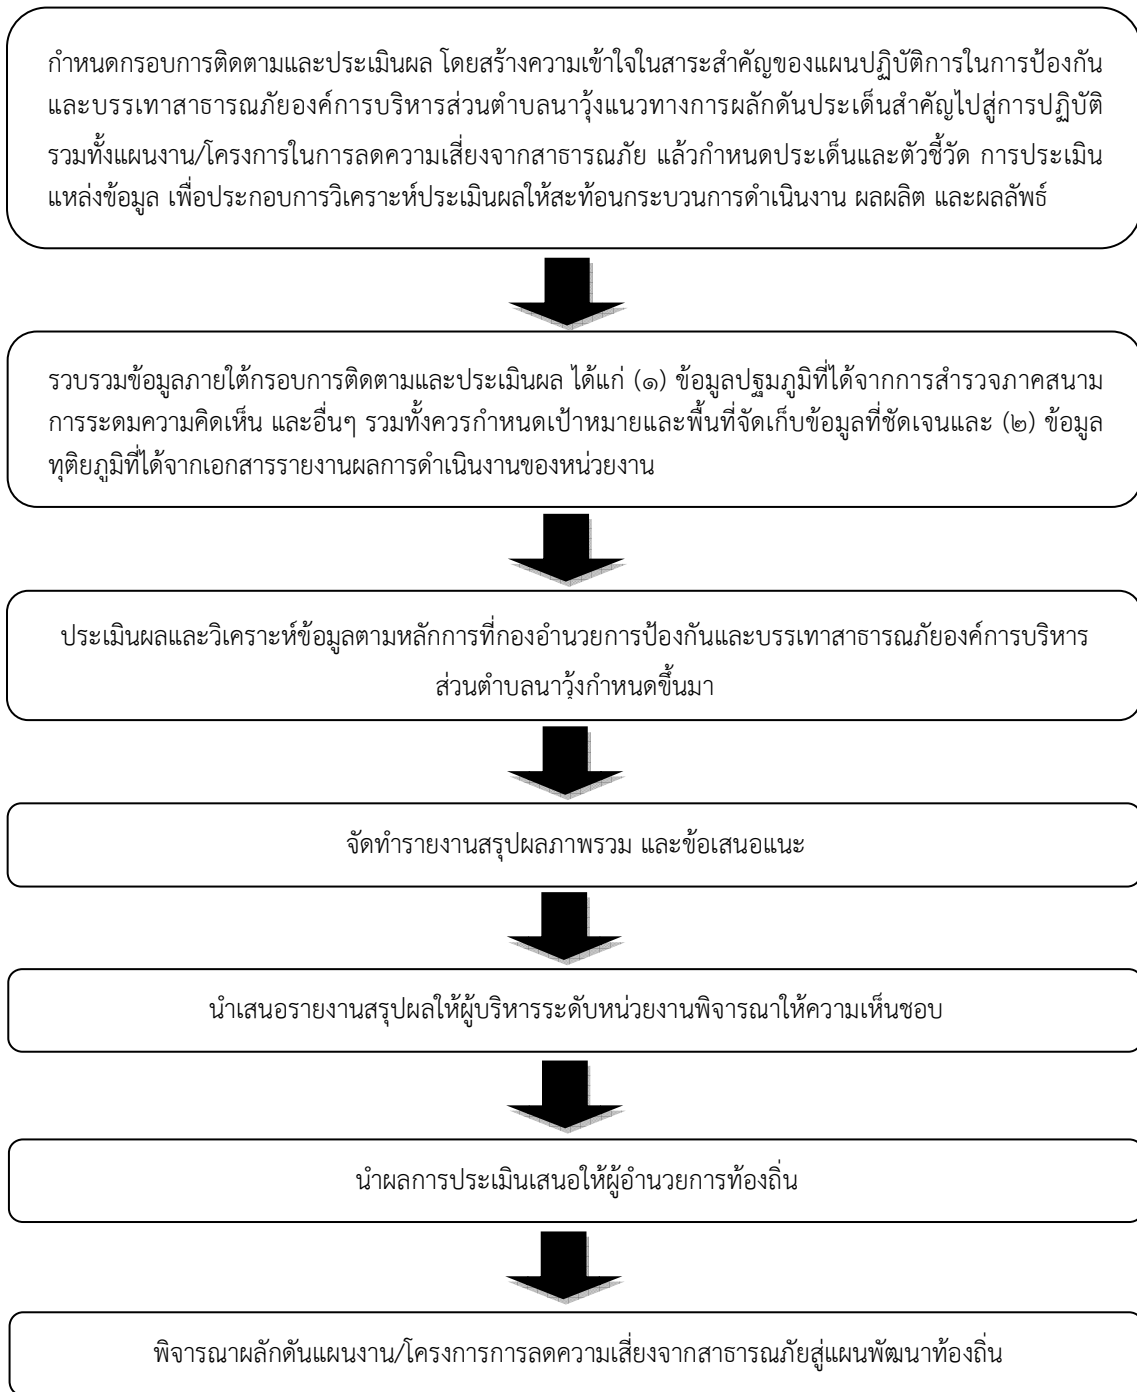 กำหนดกรอบการติดตามและประเมินผล โดยสร้างความเข้าใจในสาระสำคัญของแผนปฏิบัติการในการป้องกัน
และบรรเทาสาธารณภัยองค์การบริหารส่วนตำบลนาวุ้งแนวทางการผลักดันประเด็นสำคัญไปสู่การปฏิบัติ
รวมทั้งแผนงาน/โครงการในการลดความเสี่ยงจากสาธารณภัย แล้วกำหนดประเด็นและตัวชี้วัด การประเมิน
แหล่งข้อมูล เพื่อประกอบการวิเคราะห์ประเมินผลให้สะท้อนกระบวนการดำเนินงาน ผลผลิต และผลลัพธ์
รวบรวมข้อมูลภายใต้กรอบการติดตามและประเมินผล ได้แก่ (๑) ข้อมูลปฐมภูมิที่ได้จากการสำรวจภาคสนาม
การระดมความคิดเห็น และอื่นๆ รวมทั้งควรกำหนดเป้าหมายและพื้นที่จัดเก็บข้อมูลที่ชัดเจนและ (๒) ข้อมูล
ทุติยภูมิที่ได้จากเอกสารรายงานผลการดำเนินงานของหน่วยงาน
ประเมินผลและวิเคราะห์ข้อมูลตามหลักการที่กองอำนวยการป้องกันและบรรเทาสาธารณภัยองค์การบริหาร
ส่วนตำบลนาวุ้งกำหนดขึ้นมา
จัดทำรายงานสรุปผลภาพรวม และข้อเสนอแนะ
นำเสนอรายงานสรุปผลให้ผู้บริหารระดับหน่วยงานพิจารณาให้ความเห็นชอบ
นำผลการประเมินเสนอให้ผู้อำนวยการท้องถิ่น
พิจารณาผลักดันแผนงาน/โครงการการลดความเสี่ยงจากสาธารณภัยสู่แผนพัฒนาท้องถิ่น